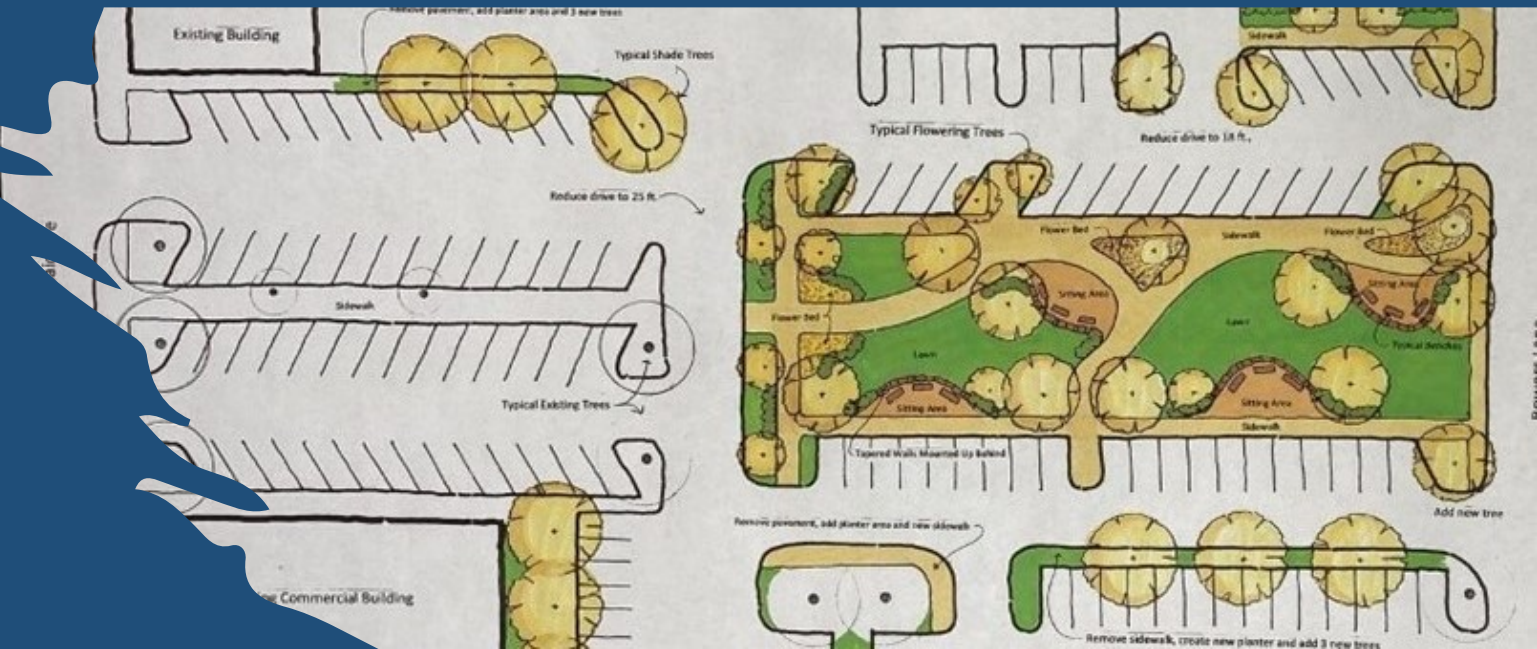 Remove pavement, add planter area and 3 new trees
Existing Building
Typical Shade Trees
Sidewalk
Typical Flowering Trees
Reduce drive to 18 ft.,
Reduce drive to 25 ft.
Flower Bed
Sidewalk
Flower Bed
Sitting Area
Sitting Area
Sidewalk
Flower Bed
Lawn
Typical Benches
Lawn
Typical Existing Trees
Sitting Area
Sitting Area
Sidewalk
Tapered Walls Mounted Up Behind
Add new tree
Remove pavement, add planter area and new sidewalk
Commercial Building
Remove sidewalk, create new planter and add 3 new trees